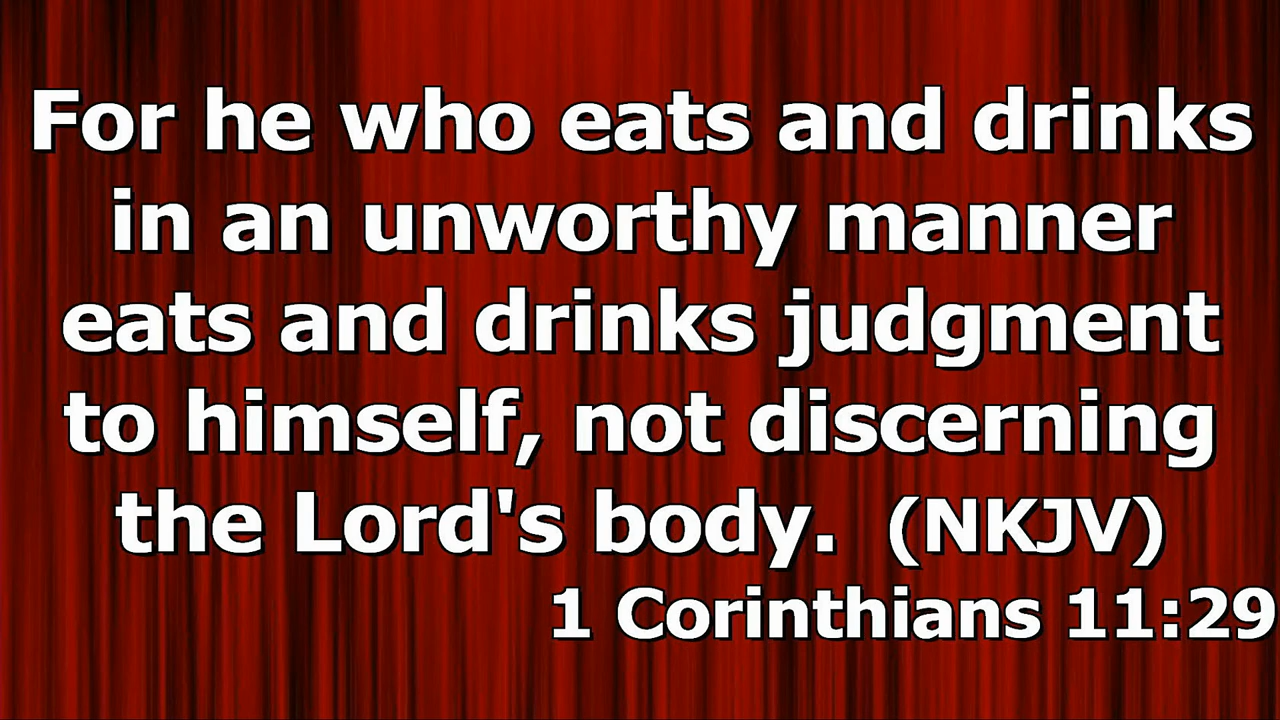 For he who eats and drinks
in an unworthy manner
eats and drinks judgment
to himself, not discerning
the Lord's body.  (NKJV)
1 Corinthians 11:29